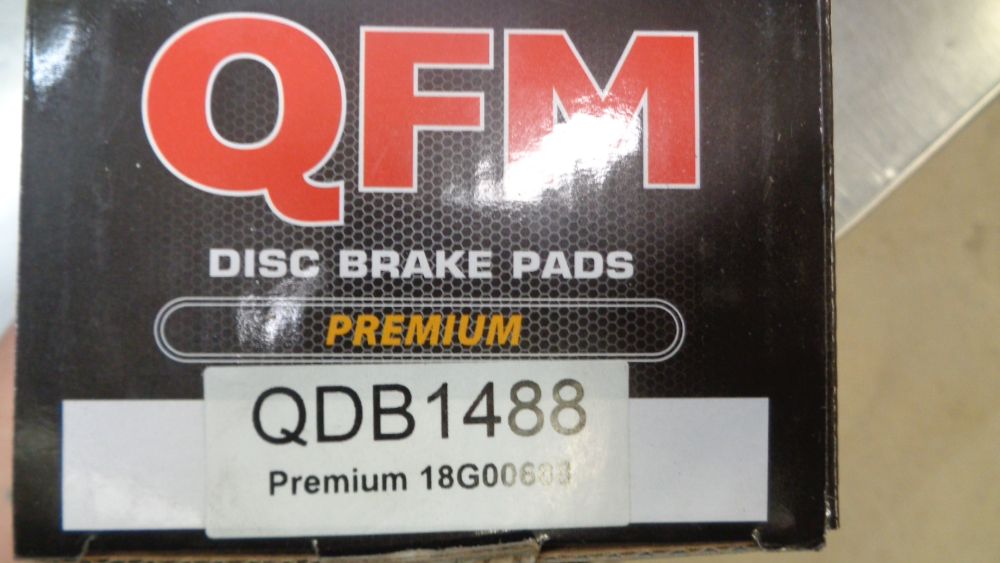 QFM
DISC BRAKE PADS
PREMIUM
QDB1488
Premium